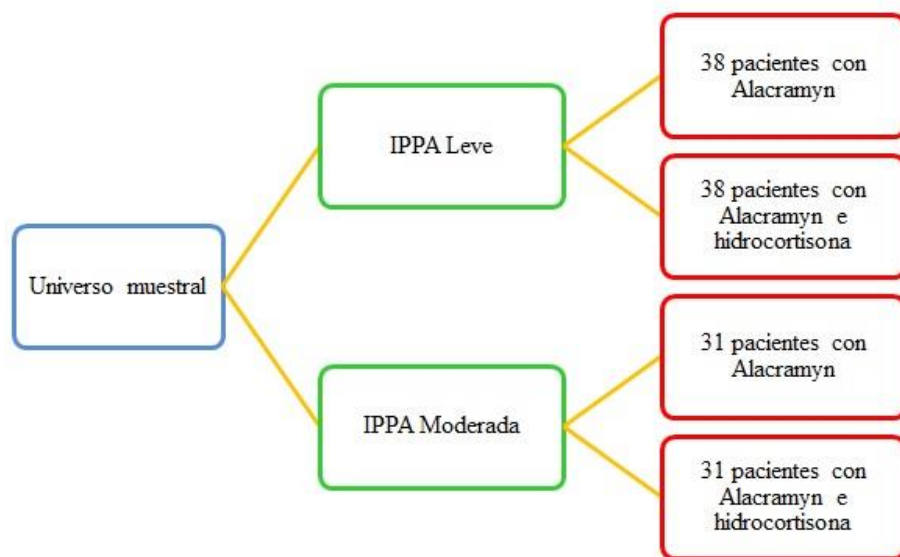 Universo muestral
IPPA Leve
IPPA Moderada
38 pacientes con
Alacramyn
38 pacientes con
Alacramyn e
hidrocortisona
31 pacientes con
Alacramyn
31 pacientes con
Alacramyn e
hidrocortisona